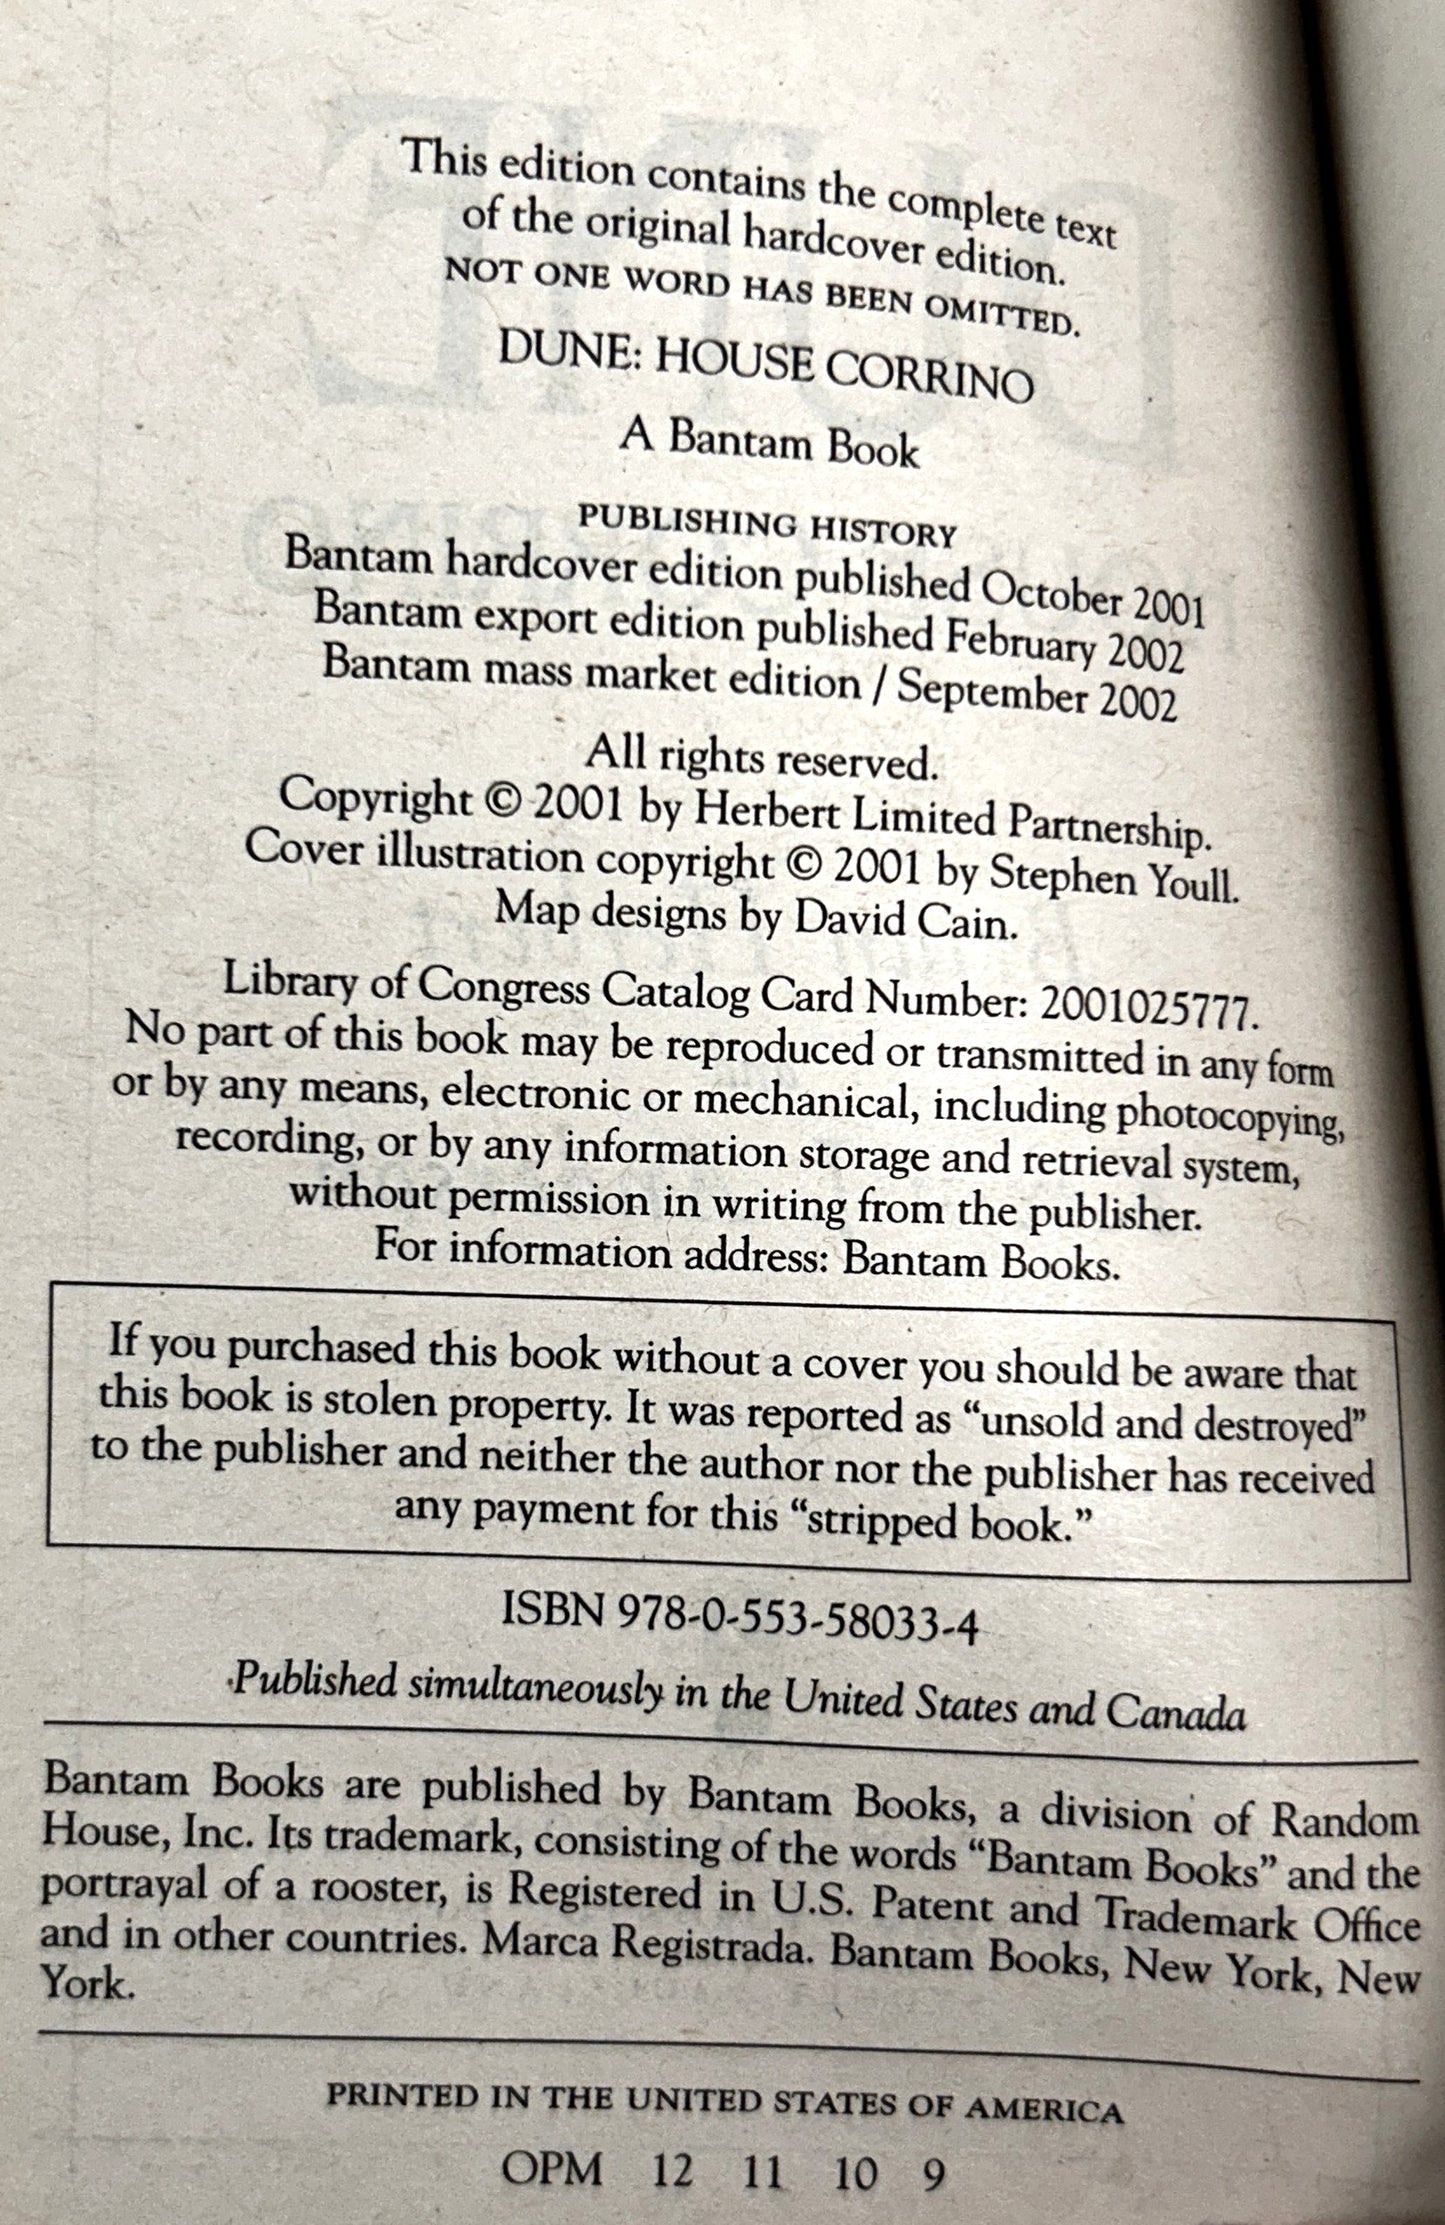 This edition contains the complete text
of the original hardcover edition.
NOT ONE WORD HAS BEEN OMITTED.
DUNE: HOUSE CORRINO
A Bantam Book
PUBLISHING HISTORY
Bantam hardcover edition published October 2001
Bantam export edition published February 2002
Bantam mass market edition / September 2002
All rights reserved.
Copyright © 2001 by Herbert Limited Partnership.
Cover illustration copyright © 2001 by Stephen Youll.
Map designs by David Cain.
Library of Congress Catalog Card Number: 2001025777.
No part of this book may be reproduced or transmitted in any form
or by any means, electronic or mechanical, including photocopying,
recording, or by any information storage and retrieval system,
without permission in writing from the publisher.
For information address: Bantam Books.
If you purchased this book without a cover you should be aware that
this book is stolen property. It was reported as “unsold and destroyed”
to the publisher and neither the author nor the publisher has received
any payment for this “stripped book.”
ISBN 978-0-553-58033-4
Published simultaneously in the United States and Canada
Bantam Books are published by Bantam Books, a division of Random
House, Inc. Its trademark, consisting of the words “Bantam Books” and the
portrayal of a rooster, is Registered in U.S. Patent and Trademark Office
and in other countries. Marca Registrada. Bantam Books, New York, New
York.
PRINTED IN THE UNITED STATES OF AMERICA
OPM 12 11 10 9